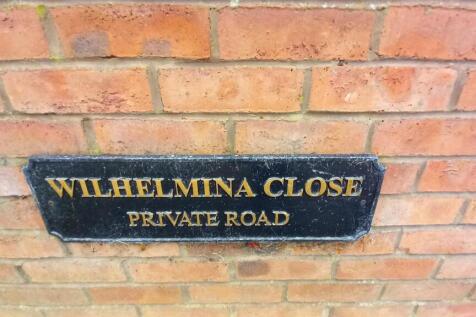 WILHELMINA CLOSE
PRIVATE ROAD